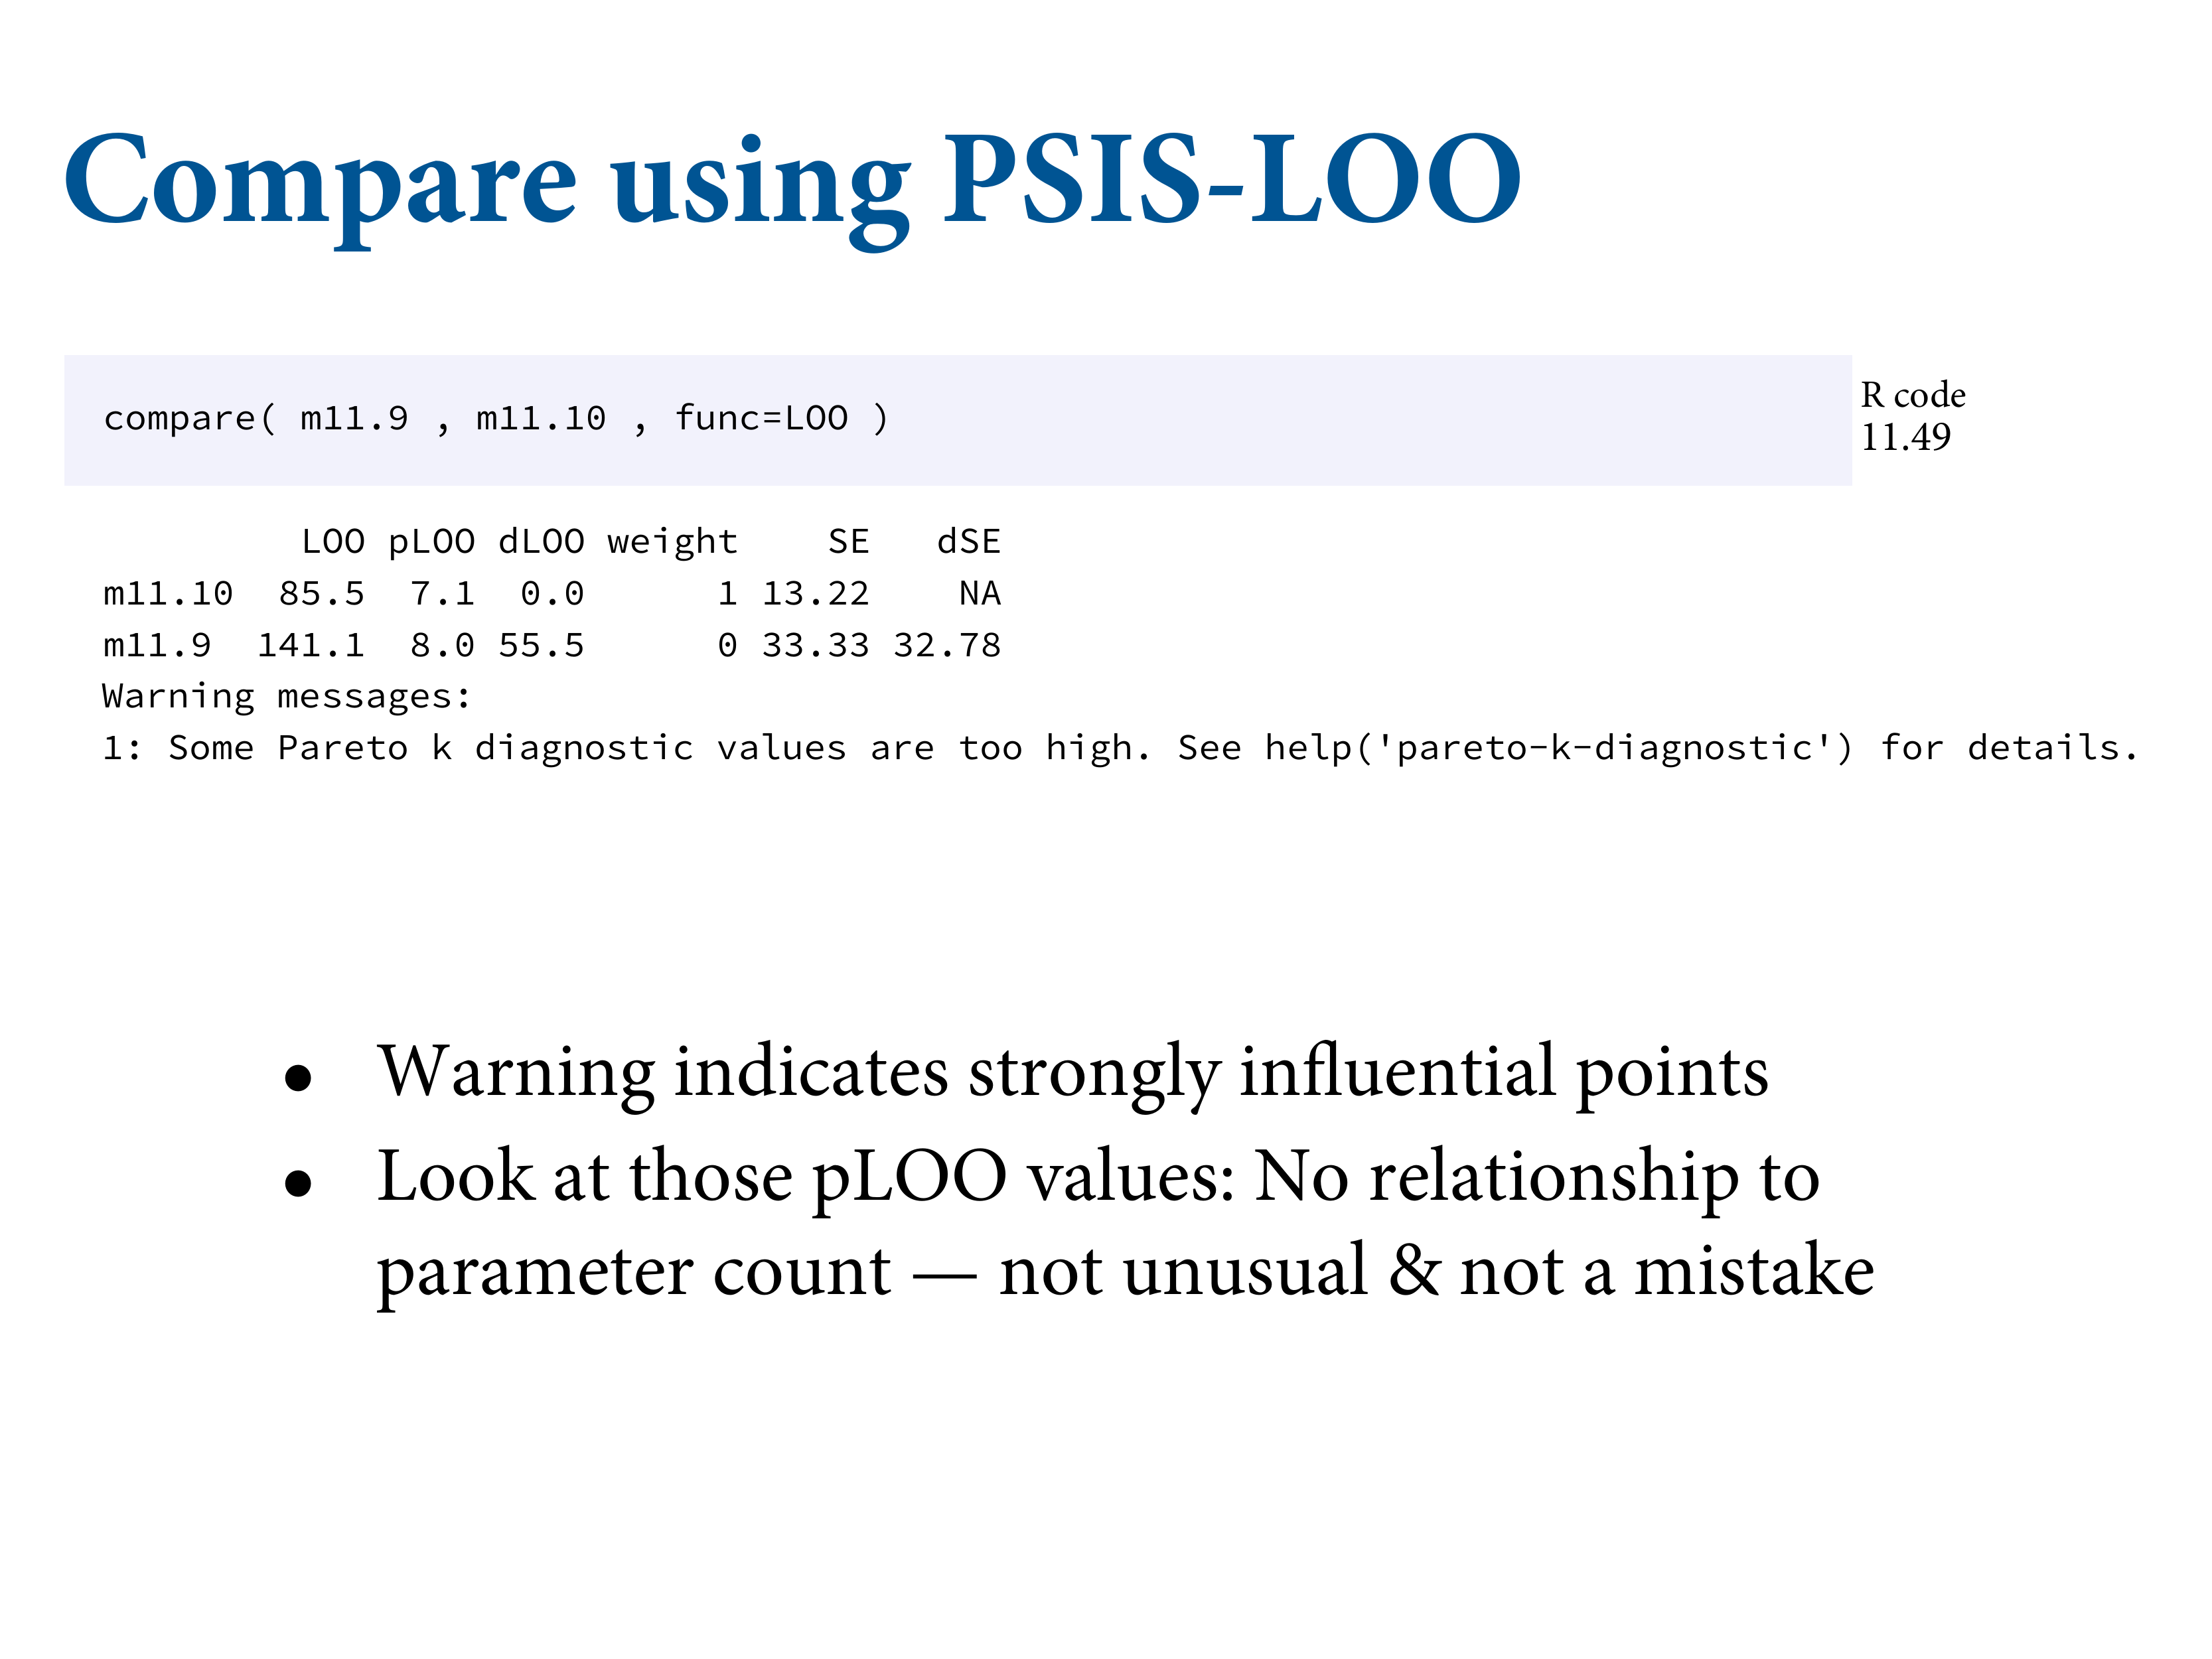 Compare using PSIS-LOO
compare( m11.9 , m11.10 , func=LOO )
R code
11.49
LOO pLOO dLOO weight SE dSE
m11.10 85.5 7.1 0.0 1 13.22 NA
m11.9 141.1 8.0 55.5 0 33.33 32.78
Warning messages:
1: Some Pareto k diagnostic values are too high. See help('pareto-k-diagnostic') for details.
• Warning indicates strongly influential points
• Look at those pLOO values: No relationship to
parameter count — not unusual & not a mistake